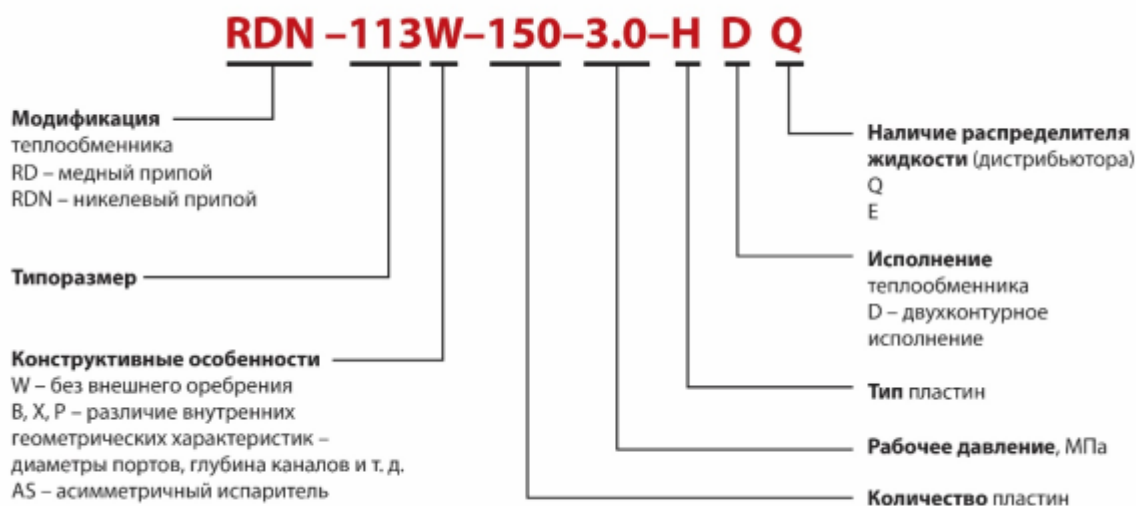 RDN –113W–150–3.0–H D Q
Модификация
теплообменника
RD – медный припой
RDN – никелевый припой
Типоразмер
Конструктивные особенности
W – без внешнего оребрения
B, X, P – различие внутренних
геометрических характеристик –
диаметры портов, глубина каналов и т. д.
AS – асимметричный испаритель
Наличие распределителя
жидкости (дистрибьютора)
Q
E
Исполнение
теплообменника
D – двухконтурное
исполнение
Тип пластин
Рабочее давление, МПа
Количество пластин